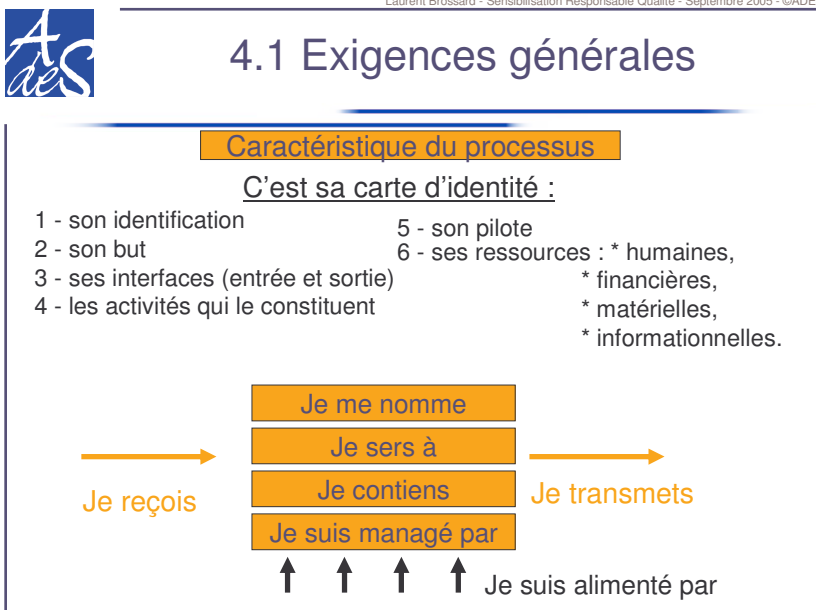 Laurent Brossard - Sensibilisation Responsable Qualité - Septembre 2005 - ©ADE
AdeS
4.1 Exigences générales
Caractéristique du processus
C'est sa carte d'identité :
1 - son identification
2 - son but
3 - ses interfaces (entrée et sortie)
4 - les activités qui le constituent
5 - son pilote
6 - ses ressources : * humaines,
* financières,
* matérielles,
* informationnelles.
Je me nomme
Je sers à
Je contiens
Je suis managé par
Je reçois
Je transmets
Je suis alimenté par